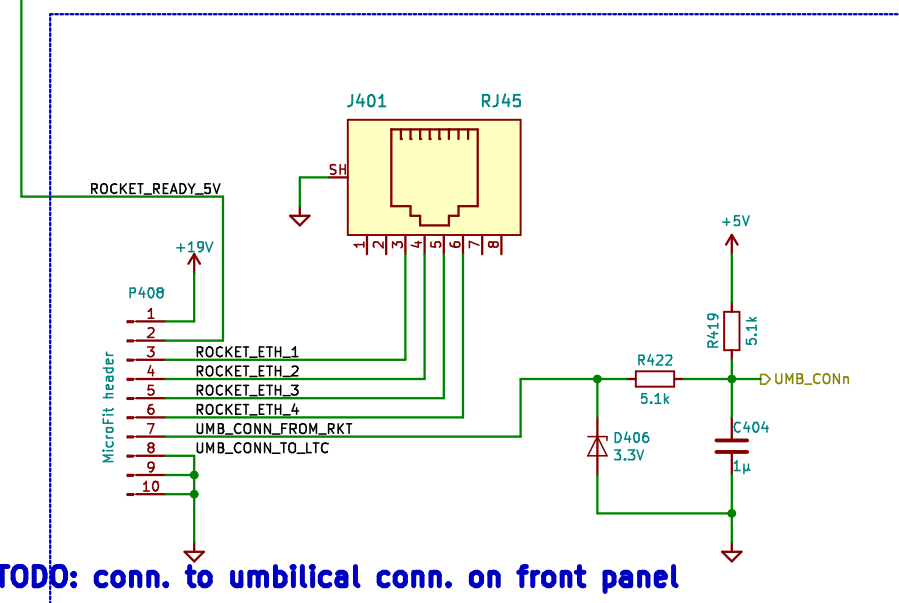 J401 RJ45
SH
ROCKET_READY_5V
1 2 3 4 5 6 7 8
+19V
+5V
P408
MicroFit header
1
2
3 ROCKET_ETH_1
4 ROCKET_ETH_2
5 ROCKET_ETH_3
6 ROCKET_ETH_4
7 UMB_CONN_FROM_RKT
8 UMB_CONN_TO_LTC
9
10
R419
5.1k
R422
5.1k
UMB_CONn
D406
3.3V
C404
1µ
TODO: conn. to umbilical conn. on front panel